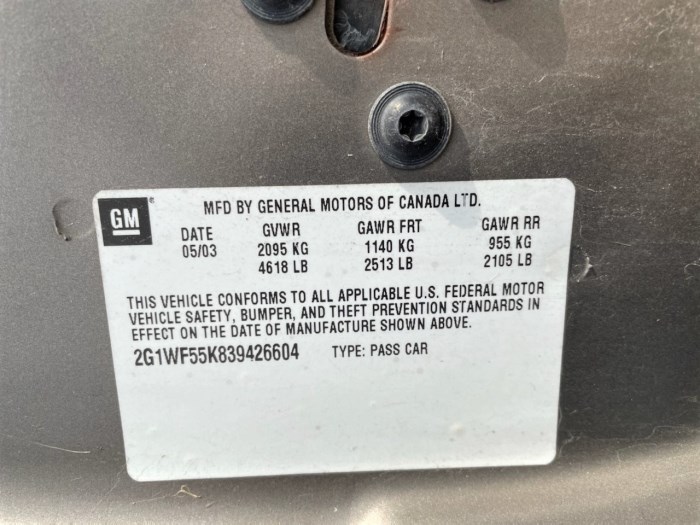 GM
MFD BY GENERAL MOTORS OF CANADA LTD.
DATE GVWR GAWR FRT GAWR RR
05/03 2095 KG 1140 KG 955 KG
4618 LB 2513 LB 2105 LB
THIS VEHICLE CONFORMS TO ALL APPLICABLE U.S. FEDERAL MOTOR
VEHICLE SAFETY, BUMPER, AND THEFT PREVENTION STANDARDS IN
EFFECT ON THE DATE OF MANUFACTURE SHOWN ABOVE.
2G1WF55K839426604 TYPE: PASS CAR